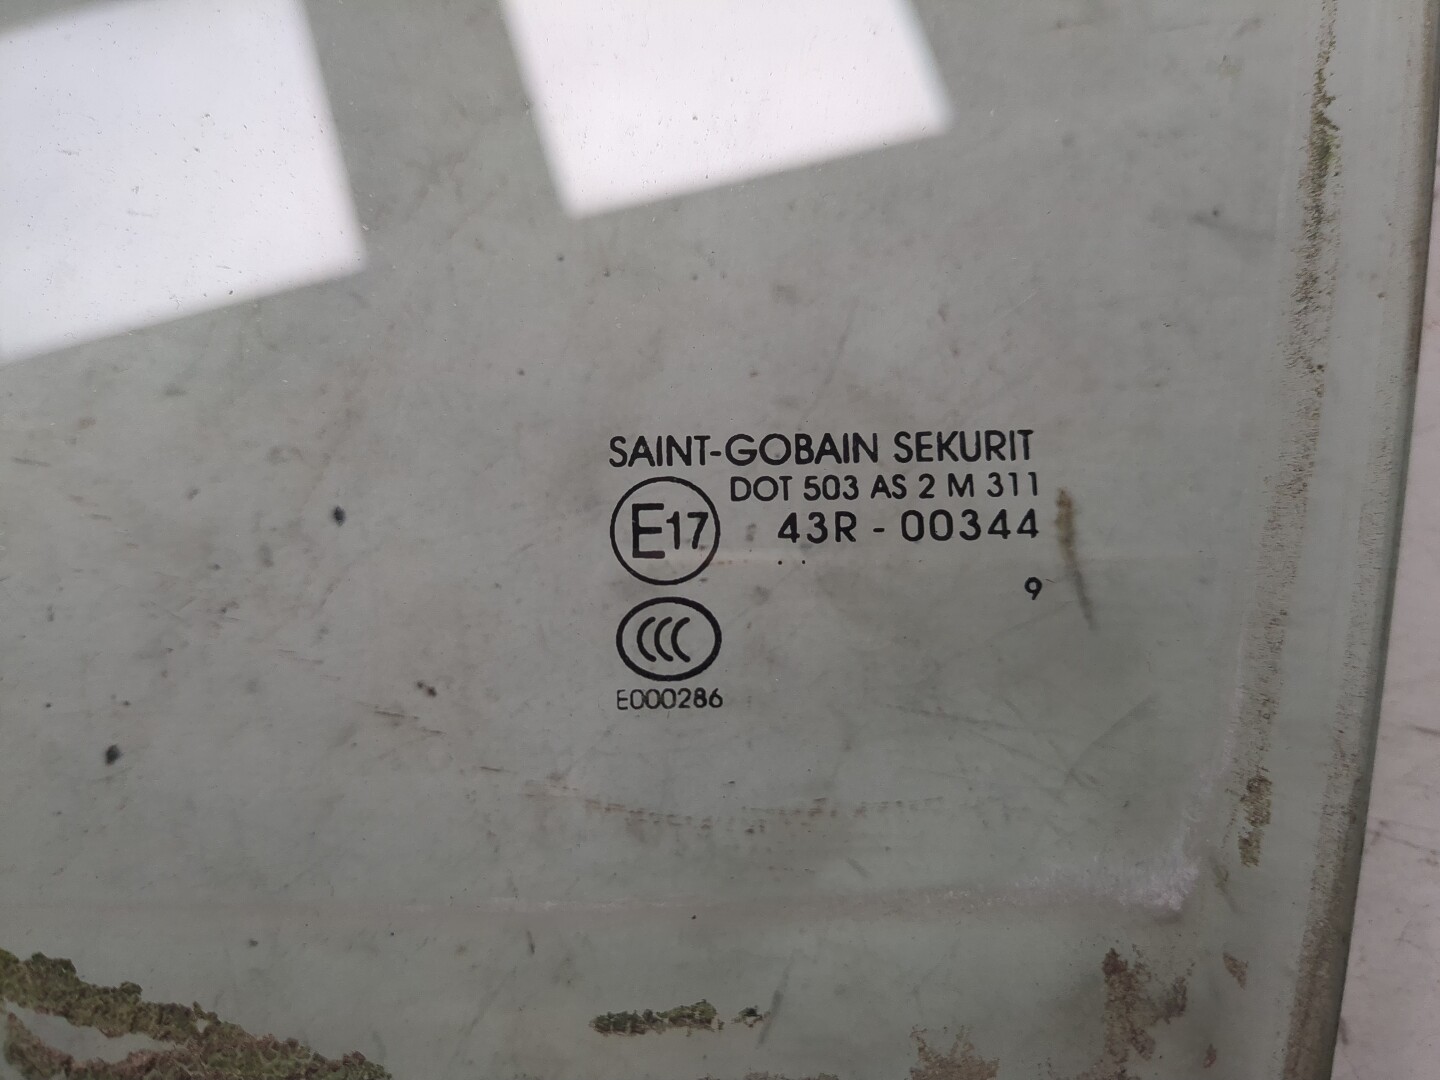 SAINT-GOBAIN SEKURIT
DOT 503 AS 2 M 311
E17 43R - 00344
..
9
CCC
E000286